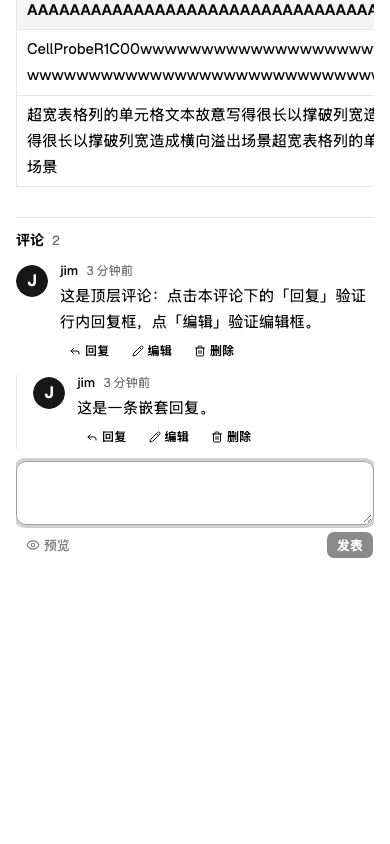 AAAAAAAAAAAAAAAAAAAAAAAAAAAAAA
CellProbeR1C00wwwwwwwwwwwwwwwwwwww
wwwwwwwwwwwwwwwwwwwwwwwwwwwww
超宽表格列的单元格文本故意写得很长以撑破列宽造
得很长以撑破列宽造成横向溢出场景超宽表格列的单
场景
评论 2
jim 3 分钟前
这是顶层评论：点击本评论下的「回复」验证
行内回复框，点「编辑」验证编辑框。
回复 编辑 删除
jim 3 分钟前
这是一条嵌套回复。
回复 编辑 删除
预览 发表
J
J